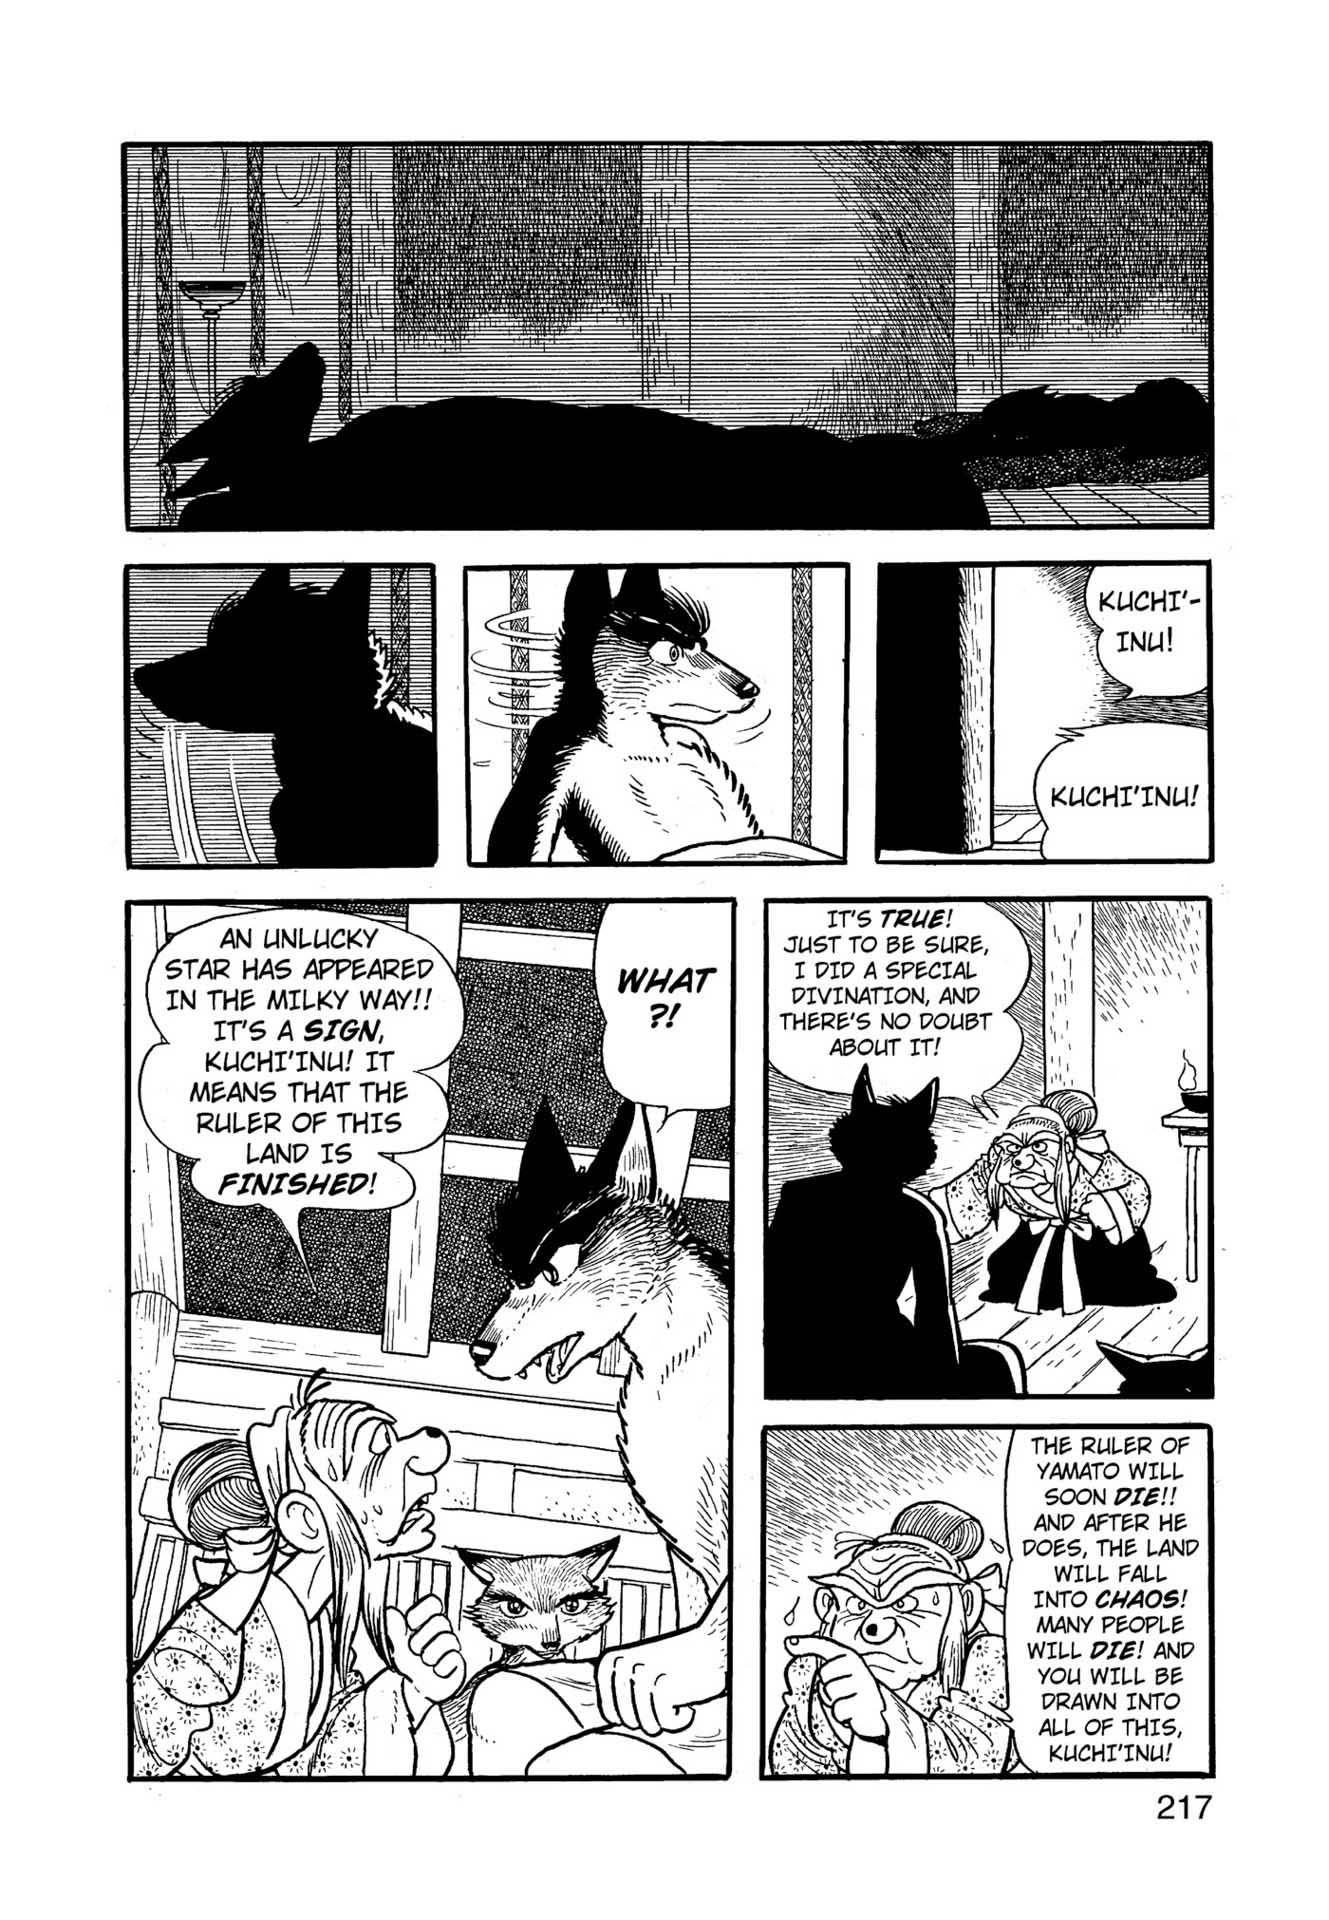 KUCHI'-
INU!
KUCHI'INU!
AN UNLUCKY
STAR HAS APPEARED
IN THE MILKY WAY!!
IT'S A SIGN,
KUCHI'INU! IT
MEANS THAT THE
RULER OF THIS
LAND IS
FINISHED!
WHAT
?!
IT'S TRUE!
JUST TO BE SURE,
I DID A SPECIAL
DIVINATION, AND
THERE'S NO DOUBT
ABOUT IT!
THE RULER OF
YAMATO WILL
SOON DIE!!
AND AFTER HE
DOES, THE LAND
WILL FALL
INTO CHAOS!
MANY PEOPLE
WILL DIE! AND
YOU WILL BE
DRAWN INTO
ALL OF THIS,
KUCHI'INU!
217